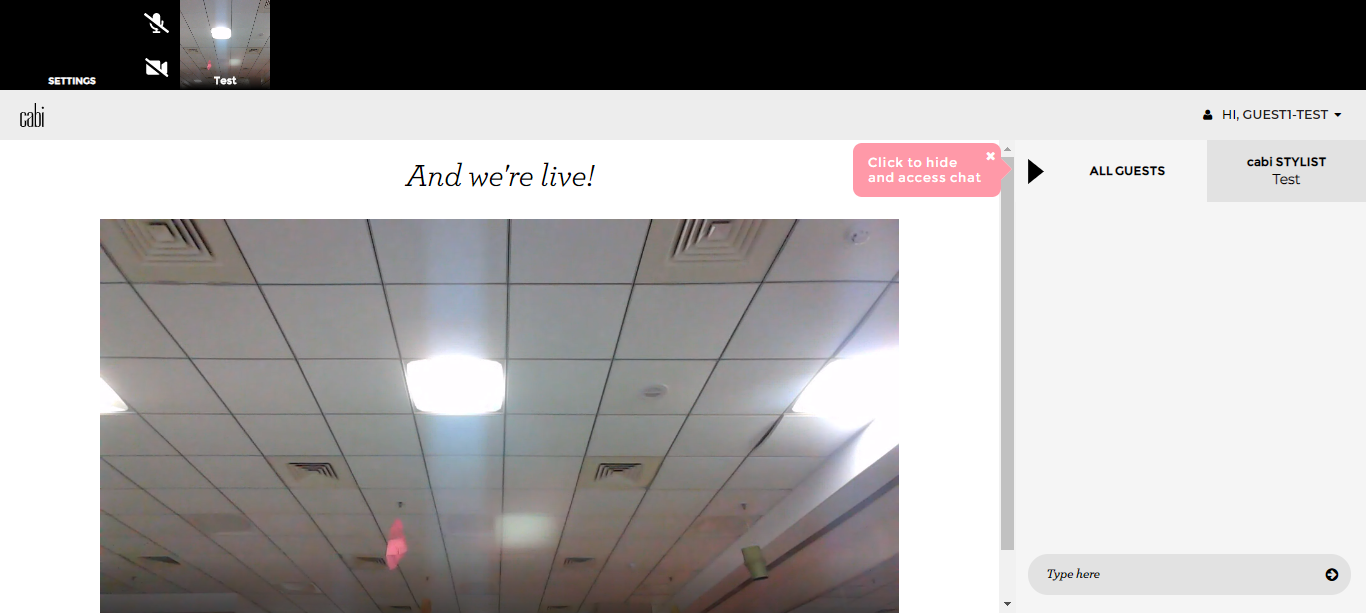 SETTINGS
Test
cabi
HI, GUEST1-TEST
And we're live!
Click to hide
and access chat
ALL GUESTS
cabi STYLIST
Test
Type here